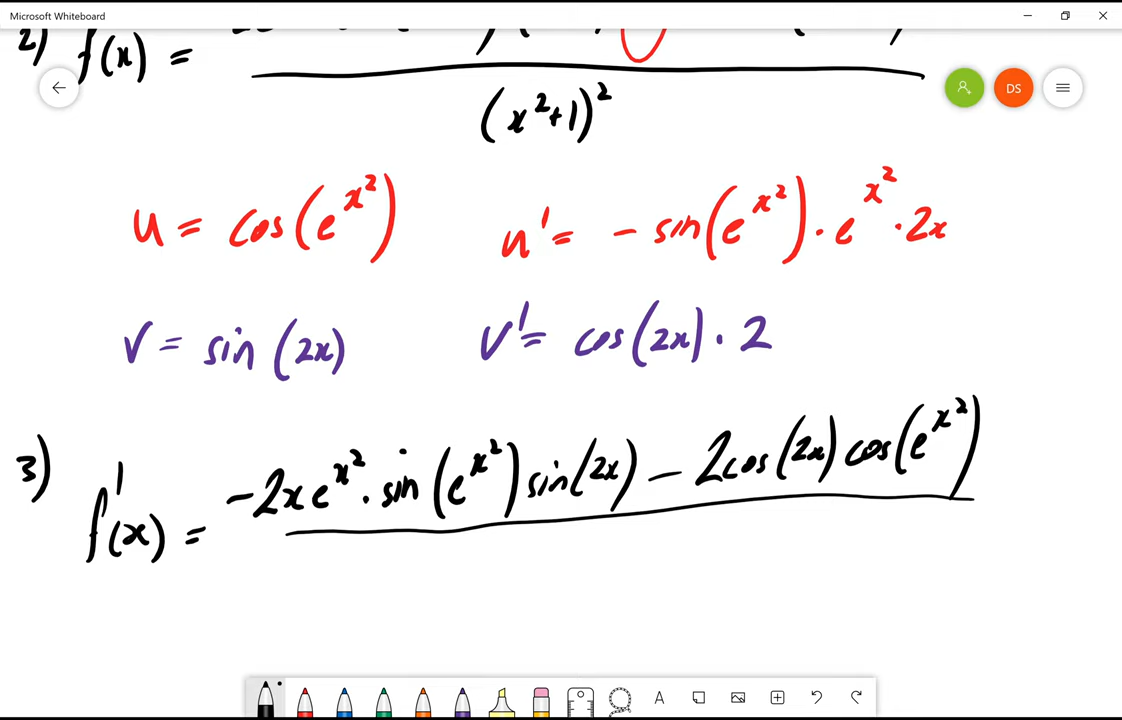 Microsoft Whiteboard
2) f(x) =
(x²+1)²
DS
u = cos(e^x²) u' = - sin(e^x²) · e^x² · 2x
v = sin (2x) v' = cos(2x) · 2
3) f'(x) = -2xe^x² · sin(e^x²) sin(2x) - 2cos(2x) cos(e^x²)
A